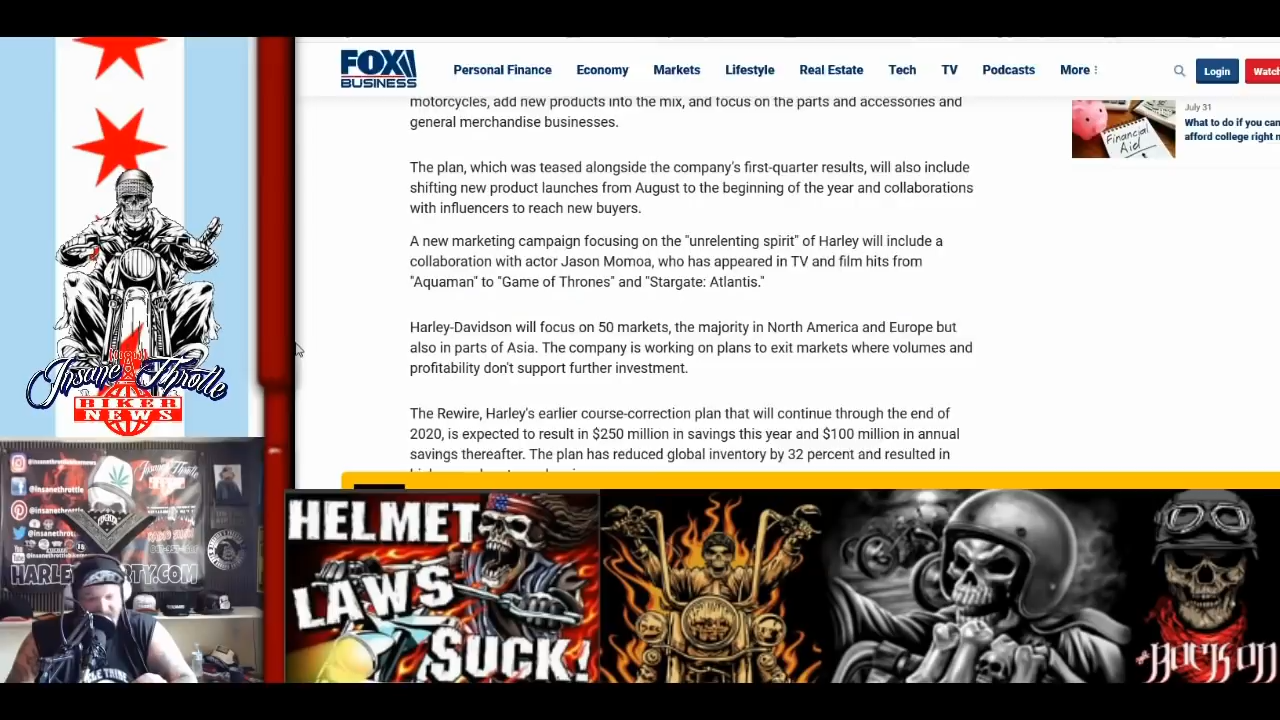 FOX
BUSINESS
Personal Finance
Economy
Markets
Lifestyle
Real Estate
Tech
TV
Podcasts
More
Login
Watch
motorcycles, add new products into the mix, and focus on the parts and accessories and
general merchandise businesses.
The plan, which was teased alongside the company's first-quarter results, will also include
shifting new product launches from August to the beginning of the year and collaborations
with influencers to reach new buyers.
A new marketing campaign focusing on the "unrelenting spirit" of Harley will include a
collaboration with actor Jason Momoa, who has appeared in TV and film hits from
"Aquaman" to "Game of Thrones" and "Stargate: Atlantis."
Harley-Davidson will focus on 50 markets, the majority in North America and Europe but
also in parts of Asia. The company is working on plans to exit markets where volumes and
profitability don't support further investment.
The Rewire, Harley's earlier course-correction plan that will continue through the end of
2020, is expected to result in $250 million in savings this year and $100 million in annual
savings thereafter. The plan has reduced global inventory by 32 percent and resulted in
July 31
What to do if you can
afford college right n
Financial
Aid
Insane Throttle
BIKER
NEWS
@insanethrottlebikernews
@insanethrottle
@insanethrottle
@insanethrottle
HARLEY
RTY.COM
HELMET
LAWS
SUCK!